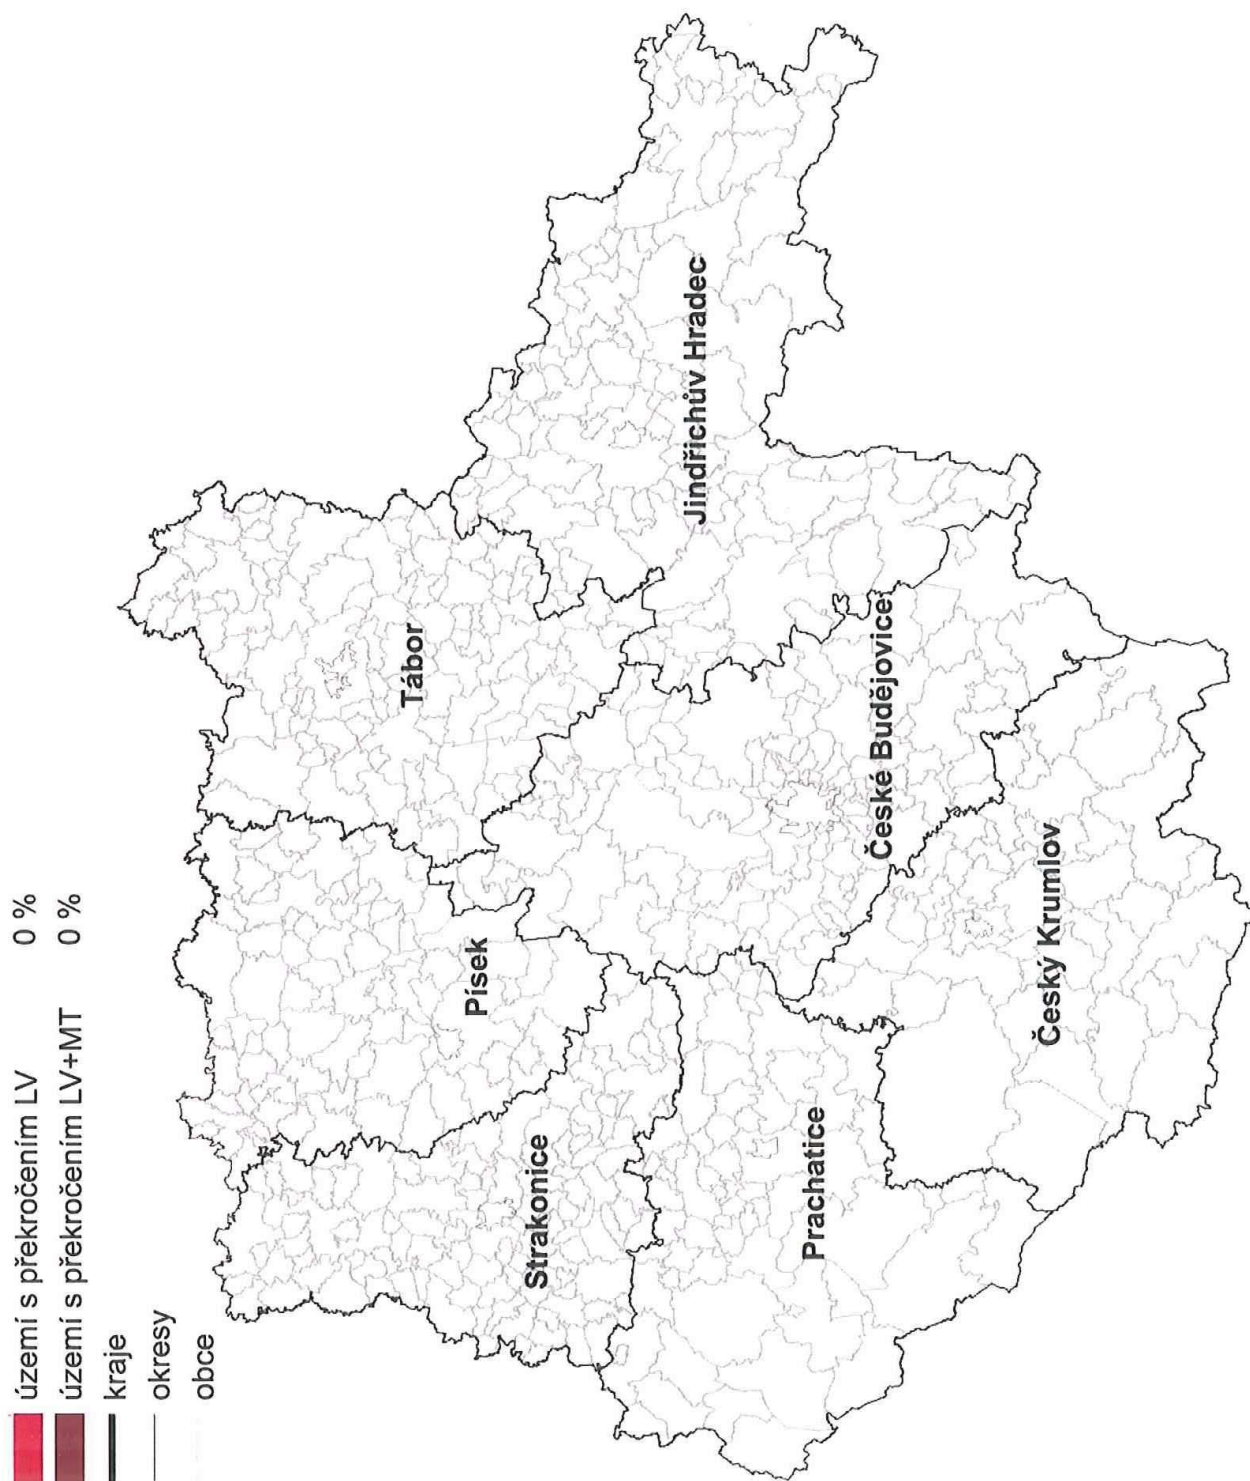 území s překročením LV 0 %
území s překročením LV+MT 0 %
kraje
okresy
obce
Tábor
Písek
Strakonice
Jindřichův Hradec
České Budějovice
Prachatice
Český Krumlov